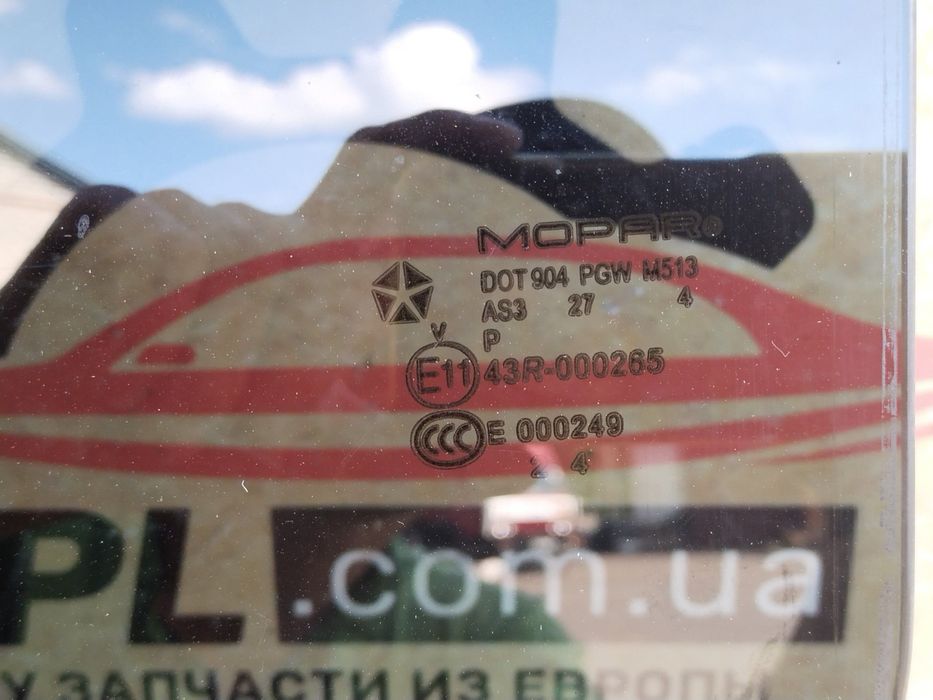 MOPAR®
DOT 904 PGW M513
AS3 27 4
V P
E11 43R-000265
CCC E 000249
2 4
PL
.com.ua
У ЗАПЧАСТИ ИЗ ЕВРОПЫ